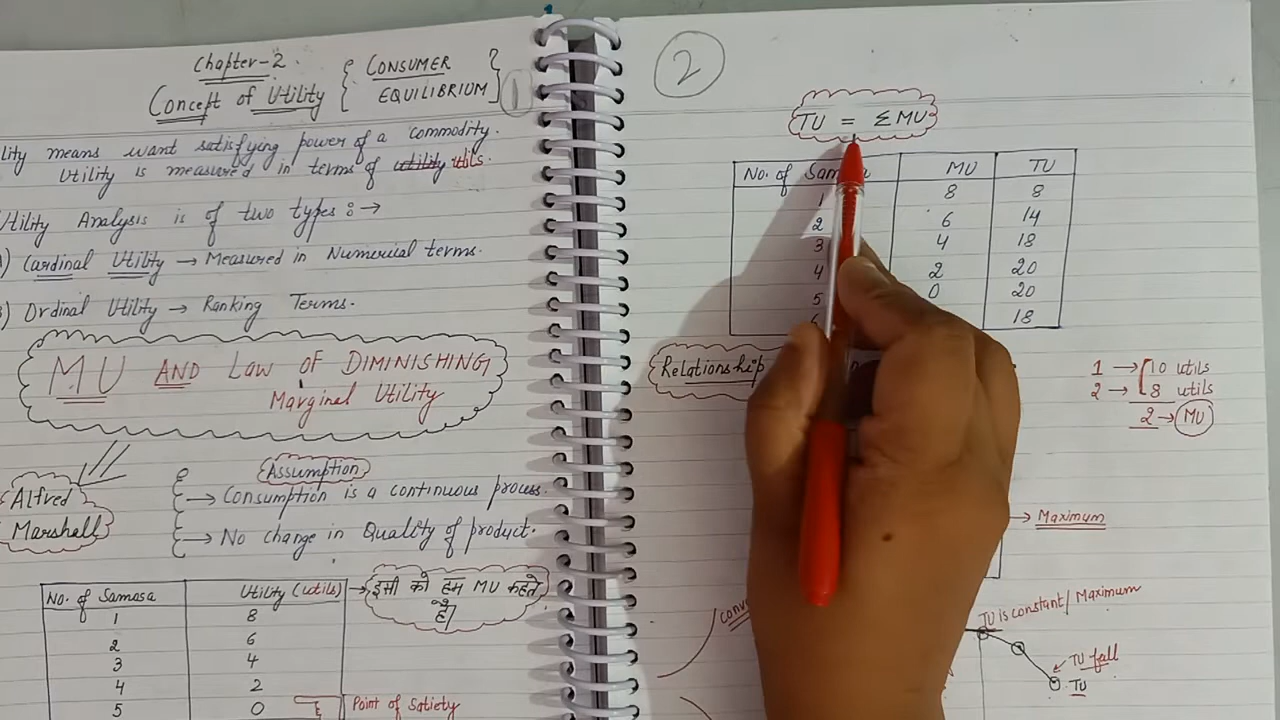 Chapter-2.
Concept of Utility { CONSUMER EQUILIBRIUM }
1
lity means want satisfying power of a commodity.
Utility is measured in terms of utility utils.
Utility Analysis is of two types :→
) Cardinal Utility → Measured in Numerical terms.
) Ordinal Utility → Ranking Terms.
MU AND Law OF DIMINISHING
Marginal Utility
Alfred
Marshall
Assumption
→ Consumption is a continuous process.
→ No change in Quality of product.
No. of Samosa Utility (utils) → इसी को हम MU कहते है।
1 8
2 6
3 4
4 2
5 0 Point of Satiety
2
TU = ΣMU
No. of Sam MU TU
1 8 8
2 6 14
3 4 18
4 2 20
5 0 20
6 18
Relationship
1 → 10 utils
2 → 8 utils
2 → MU
→ Maximum
conv
TU is constant / Maximum
TU fall
TU